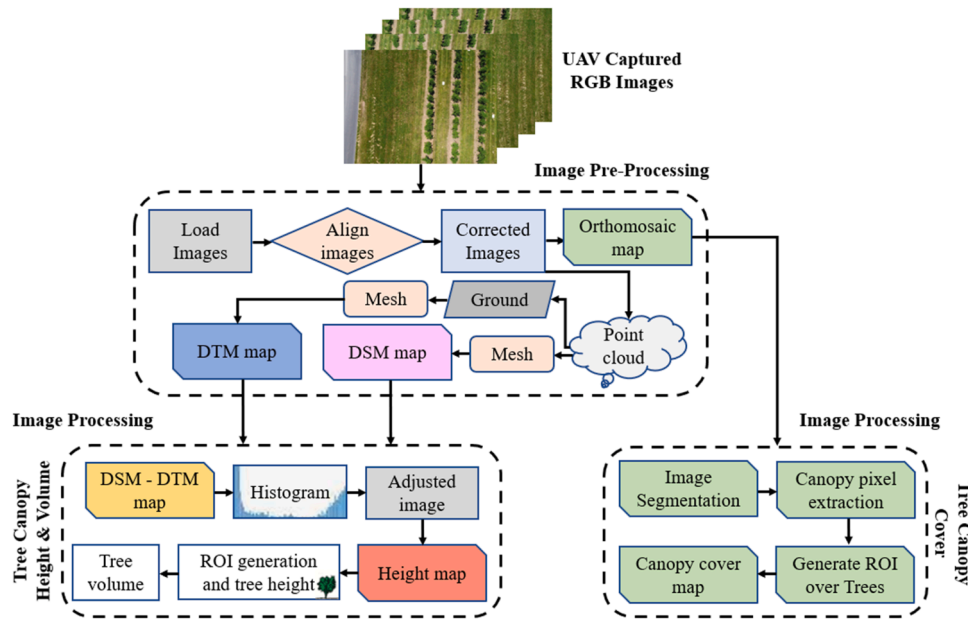 UAV Captured
RGB Images
Image Pre-Processing
Load
Images
Align
images
Corrected
Images
Orthomosaic
map
Mesh
Ground
Point
cloud
DTM map
DSM map
Mesh
Image Processing
Tree Canopy
Height & Volume
DSM - DTM
map
Histogram
Adjusted
image
Tree
volume
ROI generation
and tree height
Height map
Image Processing
Image
Segmentation
Canopy pixel
extraction
Canopy cover
map
Generate ROI
over Trees
Tree Canopy
Cover